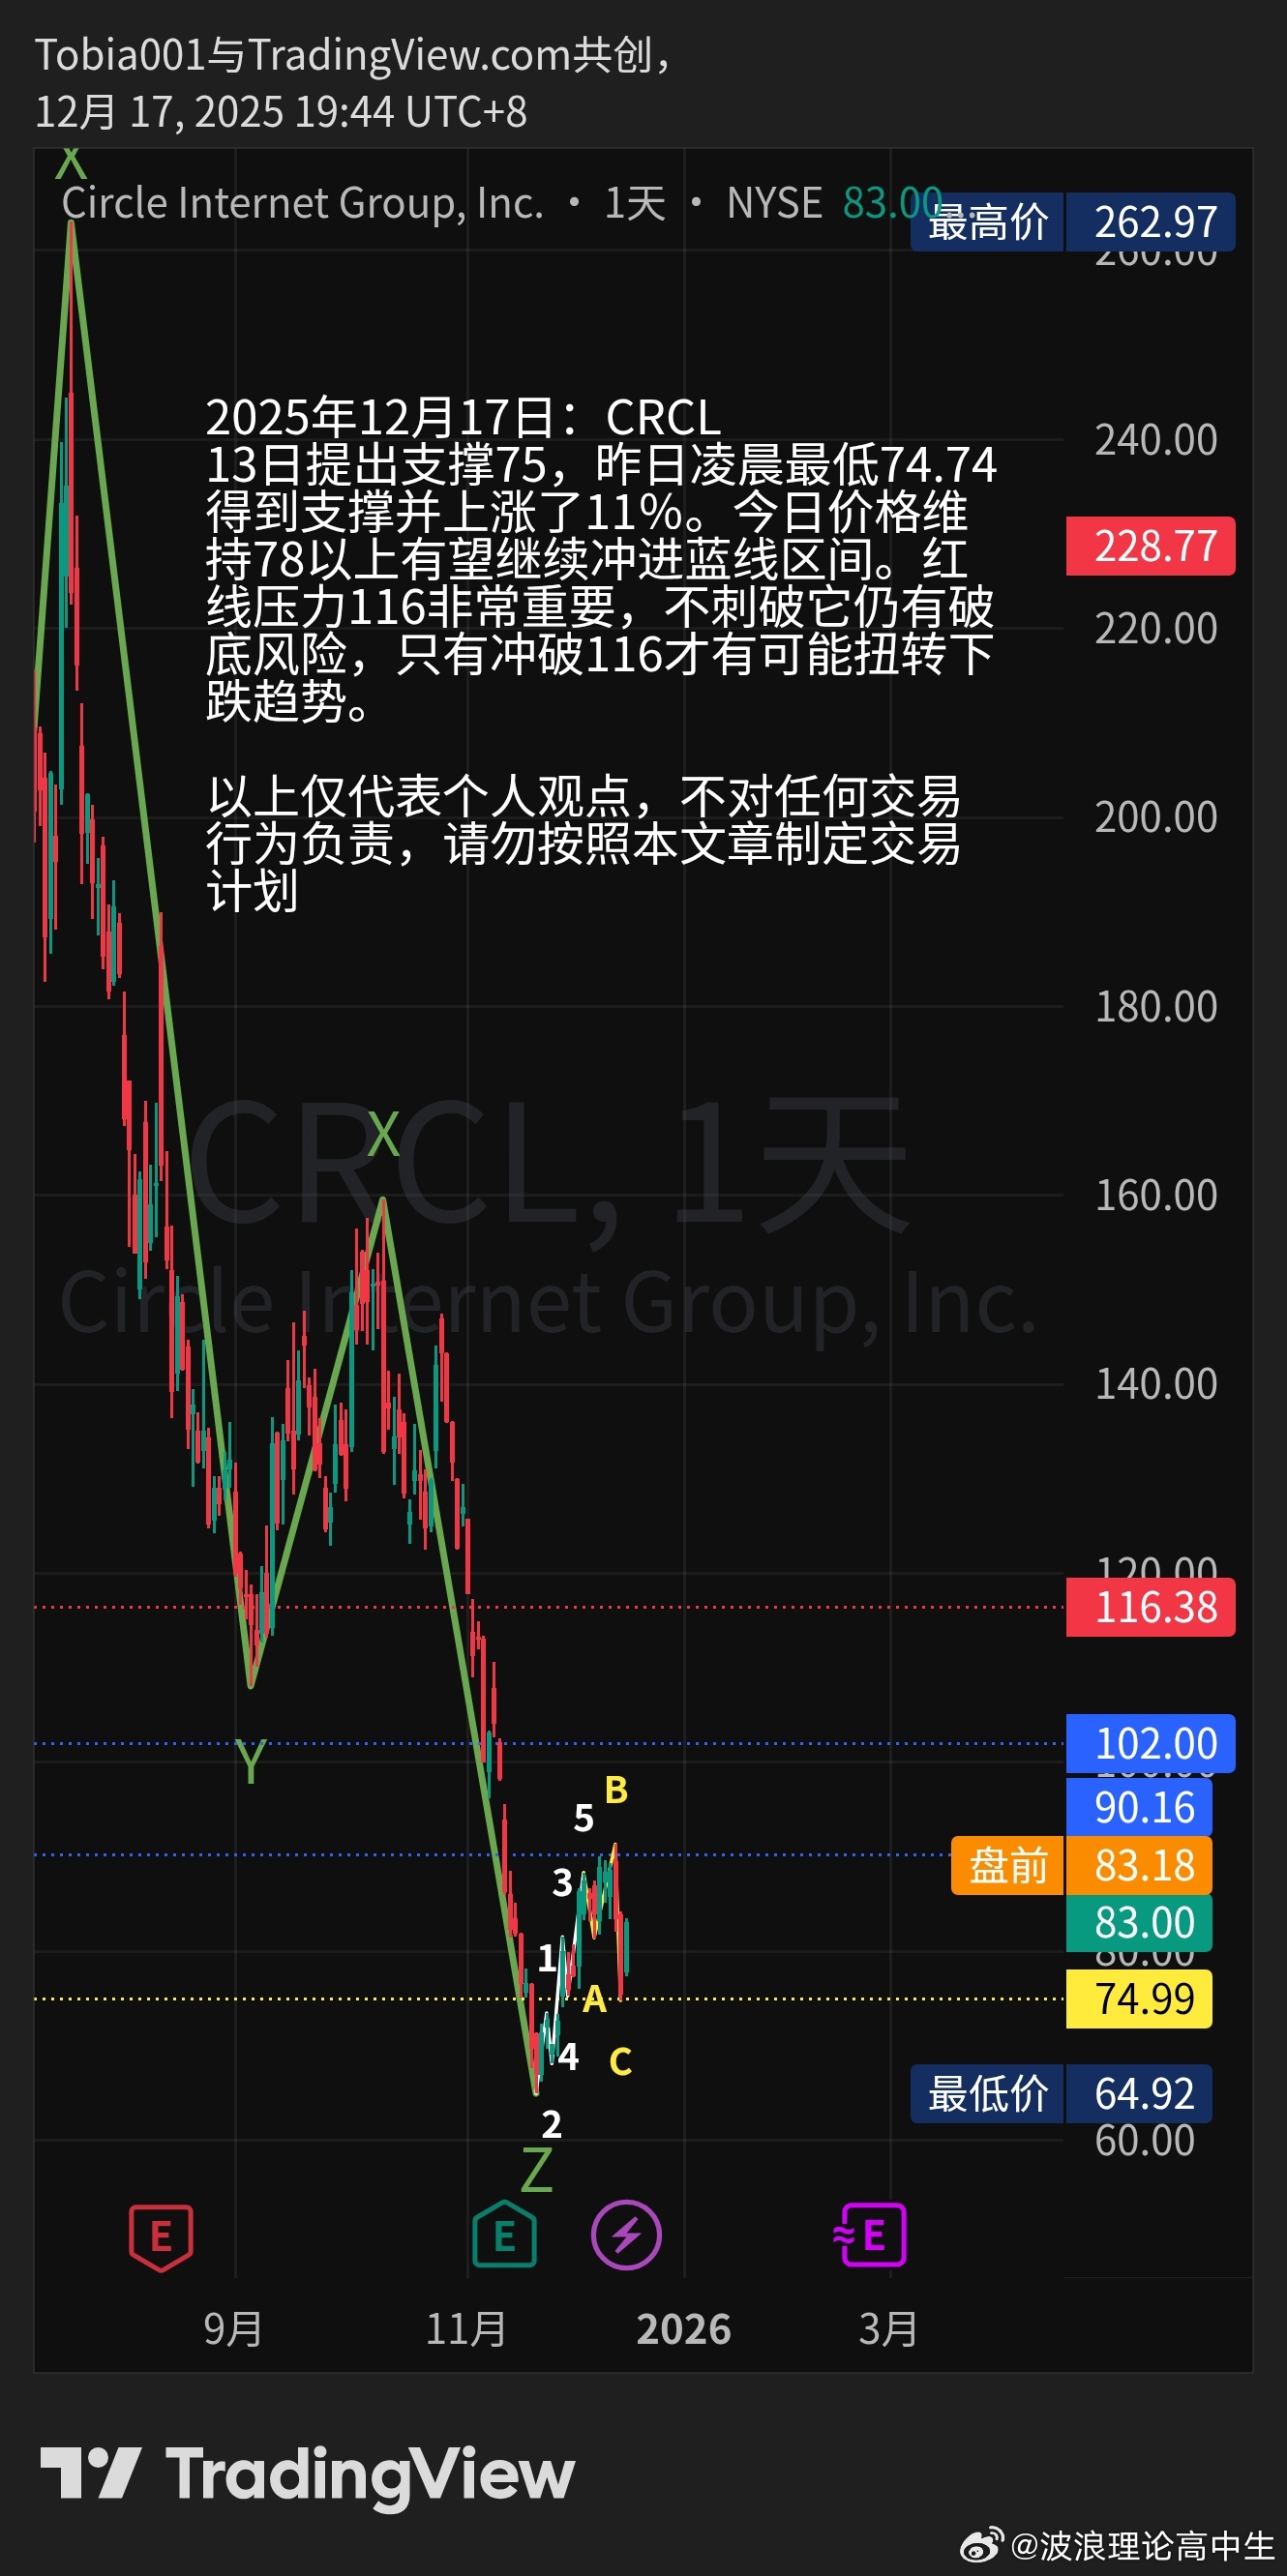 Tobia001与TradingView.com共创，
12月 17, 2025 19:44 UTC+8
X
Circle Internet Group, Inc. · 1天 · NYSE 83.00...
最高价 262.97
260.00
2025年12月17日：CRCL
13日提出支撑75，昨日凌晨最低74.74
得到支撑并上涨了11%。今日价格维
持78以上有望继续冲进蓝线区间。红
线压力116非常重要，不刺破它仍有破
底风险，只有冲破116才有可能扭转下
跌趋势。
以上仅代表个人观点，不对任何交易
行为负责，请勿按照本文章制定交易
计划
240.00
228.77
220.00
200.00
180.00
CRCL, 1天
Circle Internet Group, Inc.
X
160.00
140.00
120.00
116.38
Y
102.00
100.00
90.16
盘前 83.18
83.00
80.00
74.99
最低价 64.92
60.00
B
5
3
1
A
4
C
2
Z
E
E
E
9月 11月 2026 3月
TradingView
@波浪理论高中生